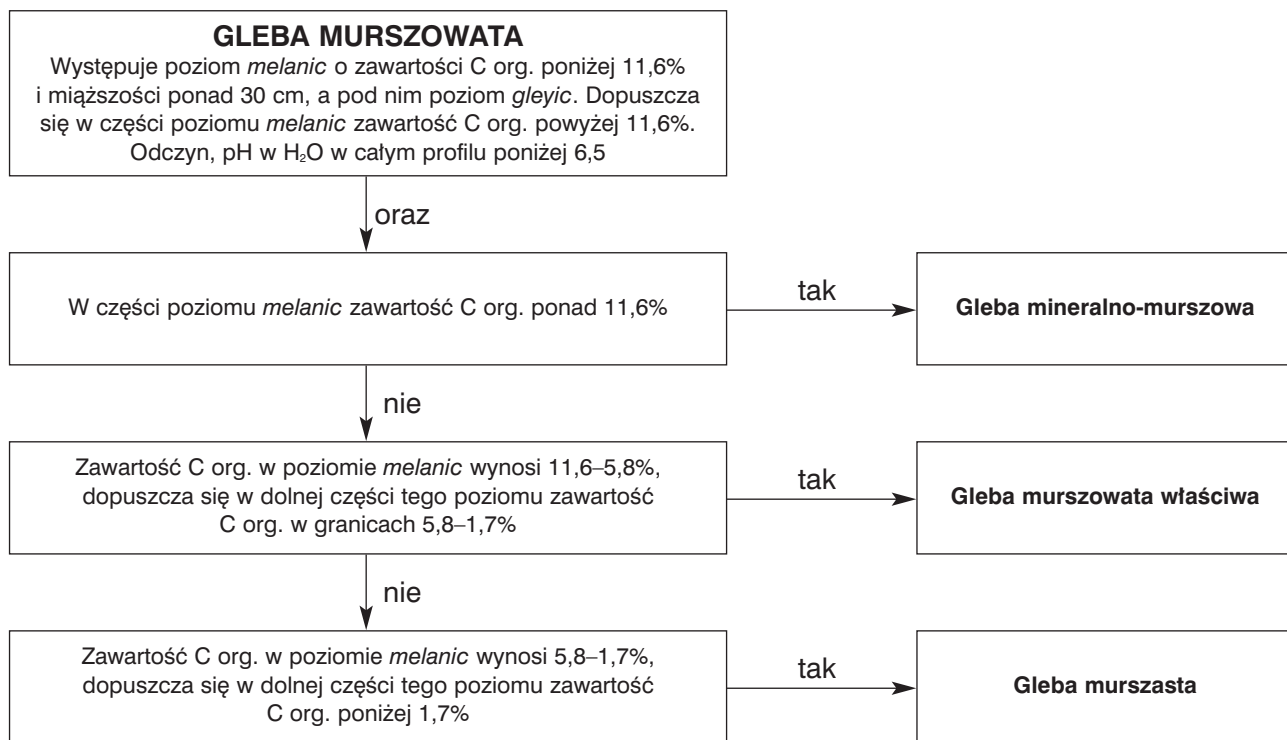 GLEBA MURSZOWATA
Występuje poziom melanic o zawartości C org. poniżej 11,6%
i miąższości ponad 30 cm, a pod nim poziom gleyic. Dopuszcza
się w części poziomu melanic zawartość C org. powyżej 11,6%.
Odczyn, pH w H₂O w całym profilu poniżej 6,5
oraz
W części poziomu melanic zawartość C org. ponad 11,6%
tak
Gleba mineralno-murszowa
nie
Zawartość C org. w poziomie melanic wynosi 11,6–5,8%,
dopuszcza się w dolnej części tego poziomu zawartość
C org. w granicach 5,8–1,7%
tak
Gleba murszowata właściwa
nie
Zawartość C org. w poziomie melanic wynosi 5,8–1,7%,
dopuszcza się w dolnej części tego poziomu zawartość
C org. poniżej 1,7%
tak
Gleba murszasta